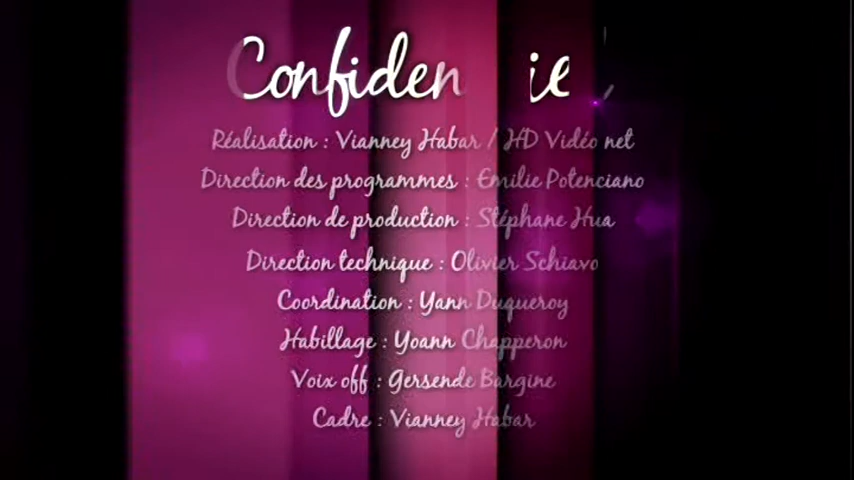 Confiden ie
Réalisation : Vianney Habar / HD Vidéo net
Direction des programmes : Emilie Potenciano
Direction de production : Stéphane Hua
Direction technique : Olivier Schiavo
Coordination : Yann Duqueroy
Habillage : Yoann Chapperon
Voix off : Gersende Bargine
Cadre : Vianney Habar